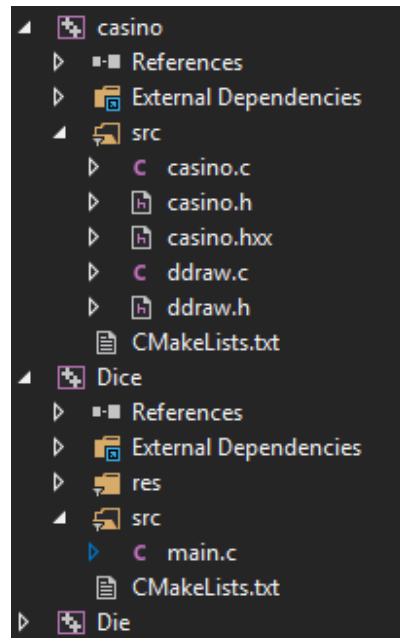 casino
References
External Dependencies
src
casino.c
casino.h
casino.hxx
ddraw.c
ddraw.h
CMakeLists.txt
Dice
References
External Dependencies
res
src
main.c
CMakeLists.txt
Die